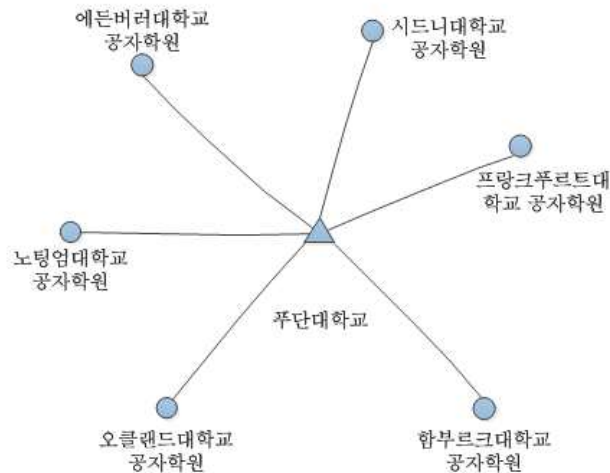 에든버러대학교
공자학원
시드니대학교
공자학원
프랑크푸르트대
학교 공자학원
노팅엄대학교
공자학원
푸단대학교
오클랜드대학교
공자학원
함부르크대학교
공자학원